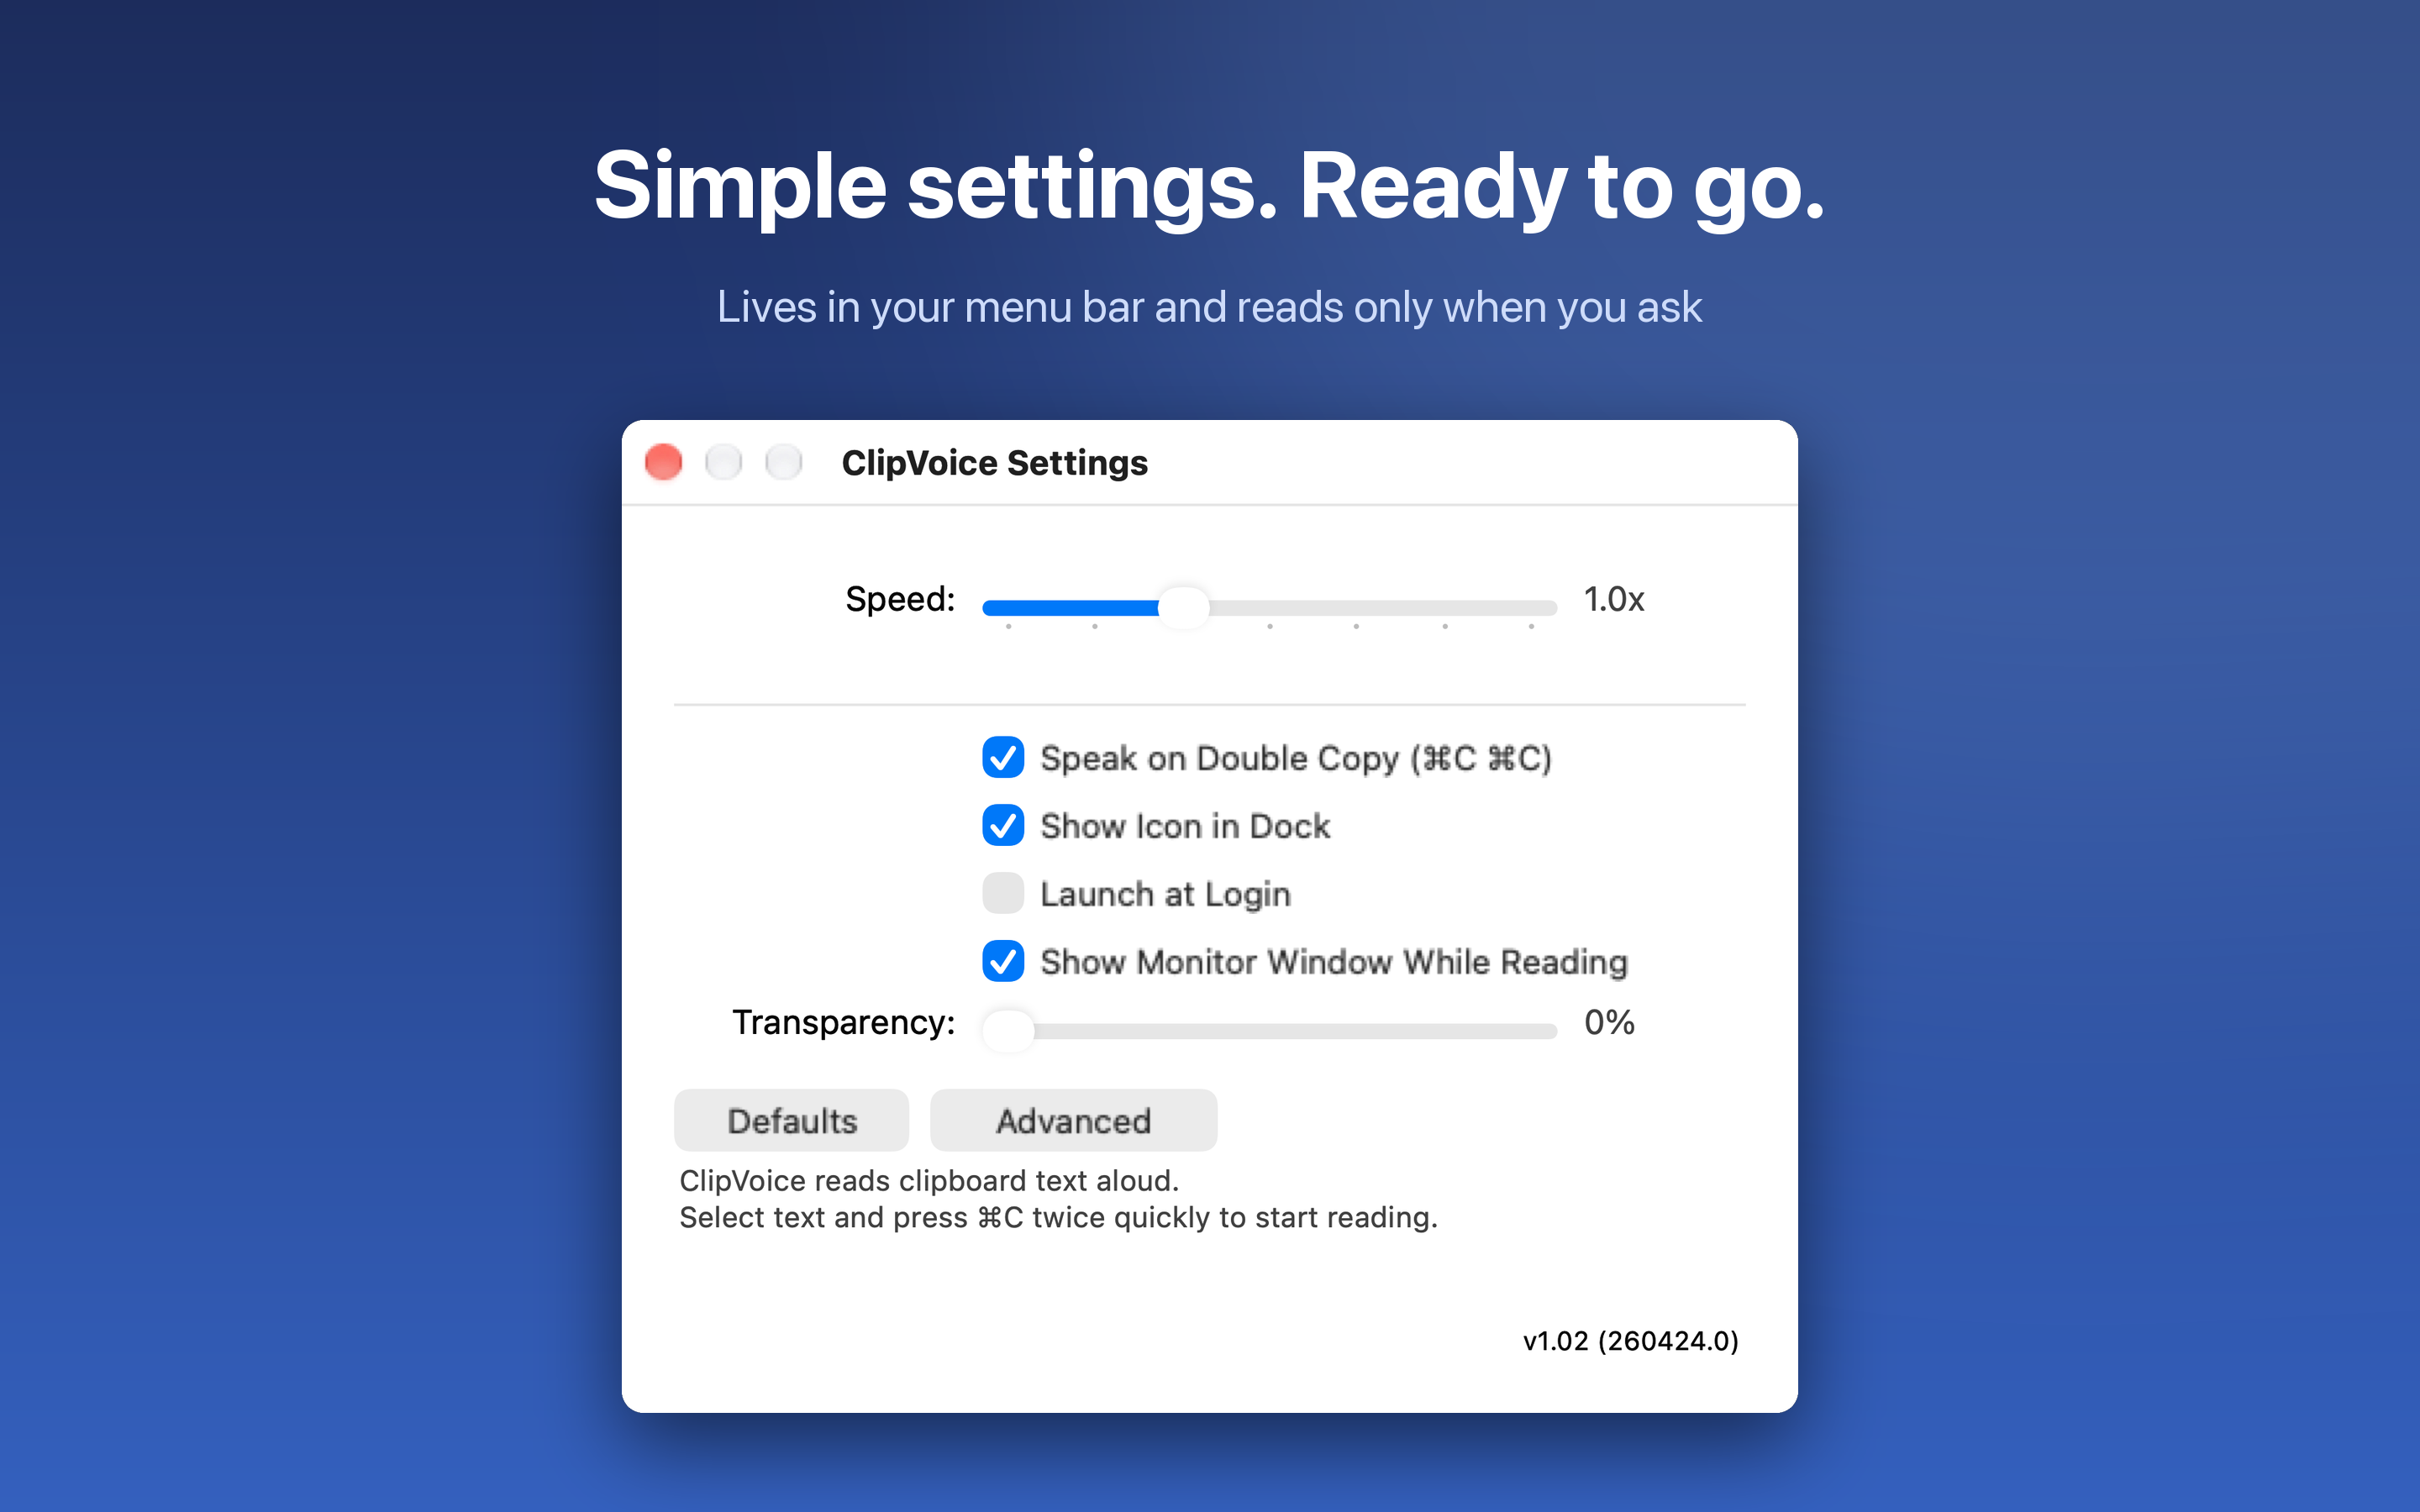 Simple settings. Ready to go.
Lives in your menu bar and reads only when you ask
ClipVoice Settings
Speed: 1.0x
Speak on Double Copy (⌘C ⌘C)
Show Icon in Dock
Launch at Login
Show Monitor Window While Reading
Transparency: 0%
Defaults Advanced
ClipVoice reads clipboard text aloud.
Select text and press ⌘C twice quickly to start reading.
v1.02 (260424.0)